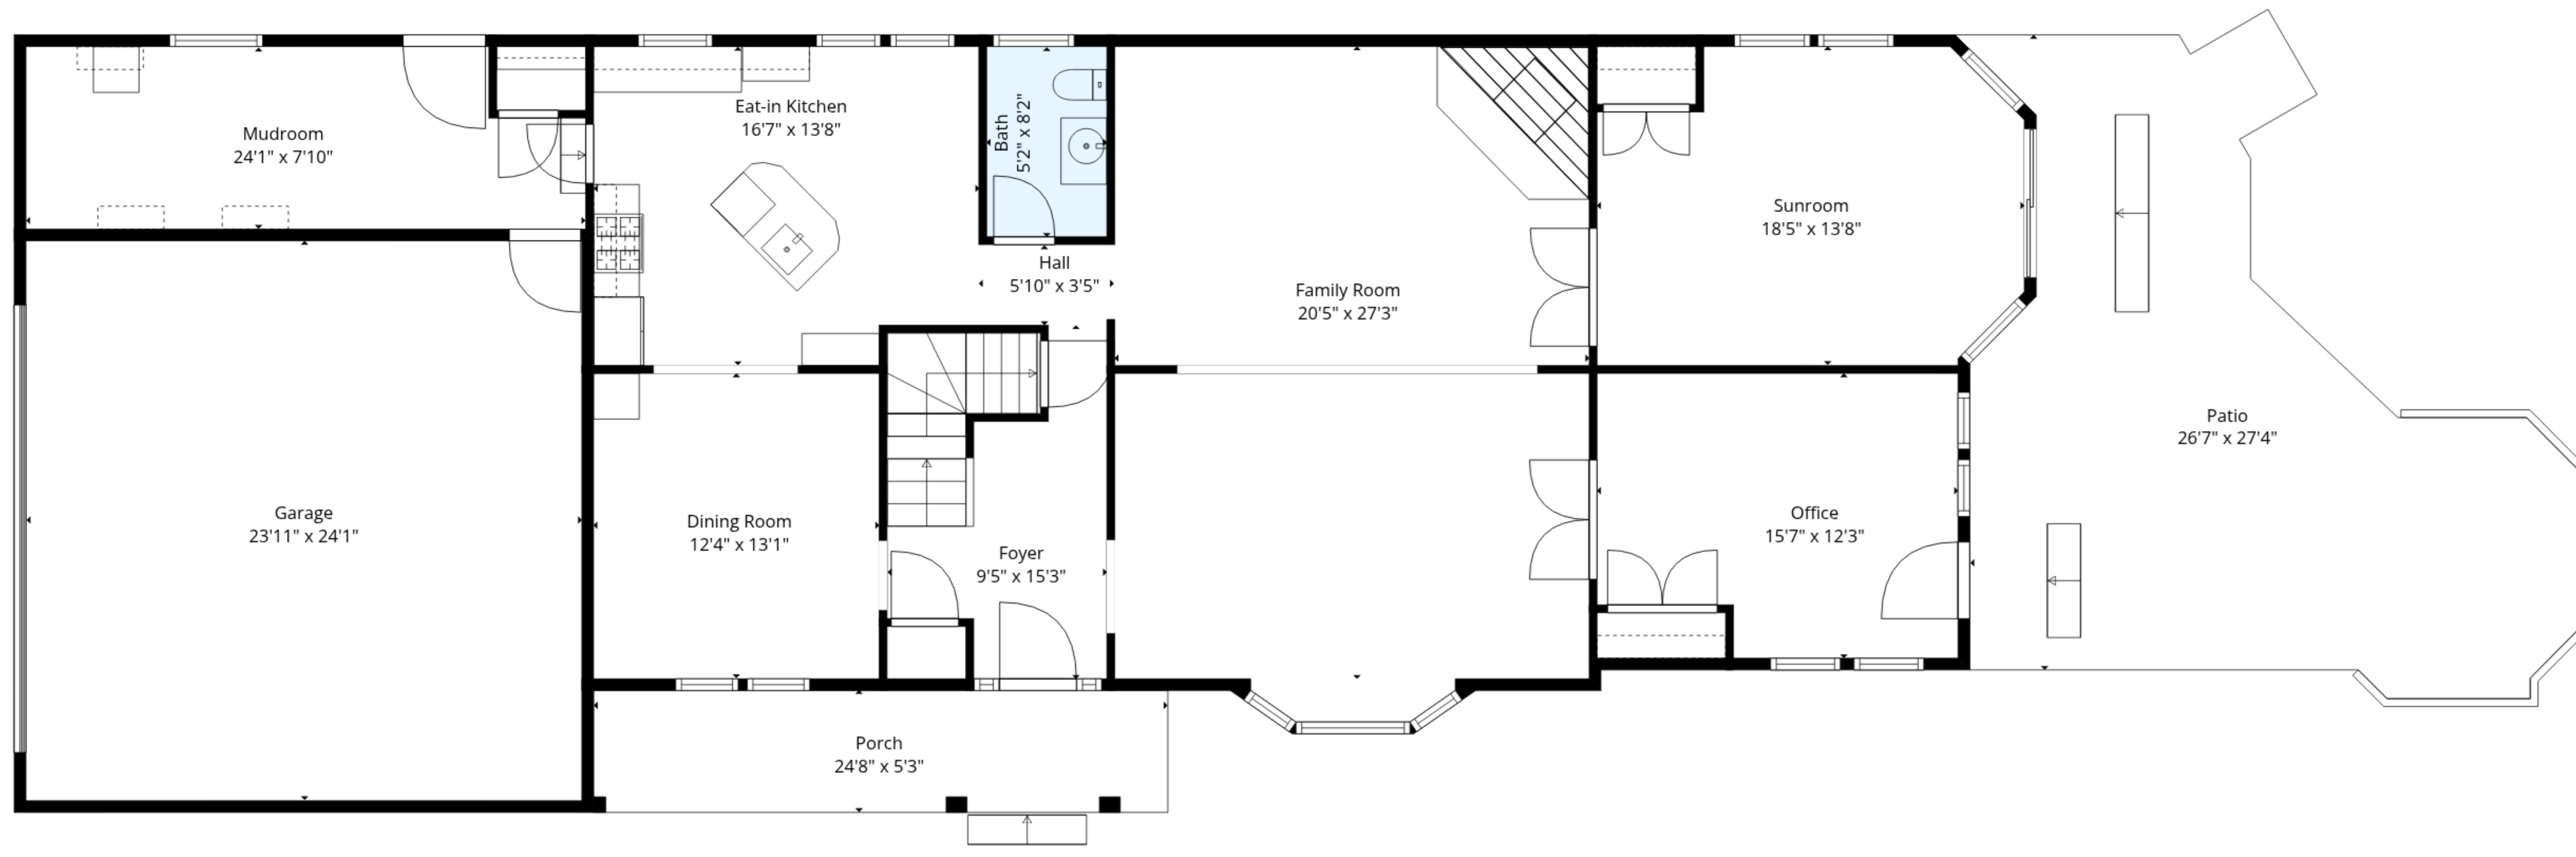 Mudroom
24'1" x 7'10"
Eat-in Kitchen
16'7" x 13'8"
Bath
5'2" x 8'2"
Hall
5'10" x 3'5"
Family Room
20'5" x 27'3"
Sunroom
18'5" x 13'8"
Patio
26'7" x 27'4"
Garage
23'11" x 24'1"
Dining Room
12'4" x 13'1"
Foyer
9'5" x 15'3"
Office
15'7" x 12'3"
Porch
24'8" x 5'3"